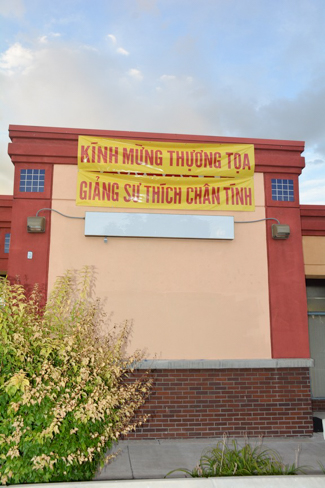 KÍNH MỪNG THƯỢNG TỌA
GIẢNG SƯ THÍCH CHÂN TÍNH